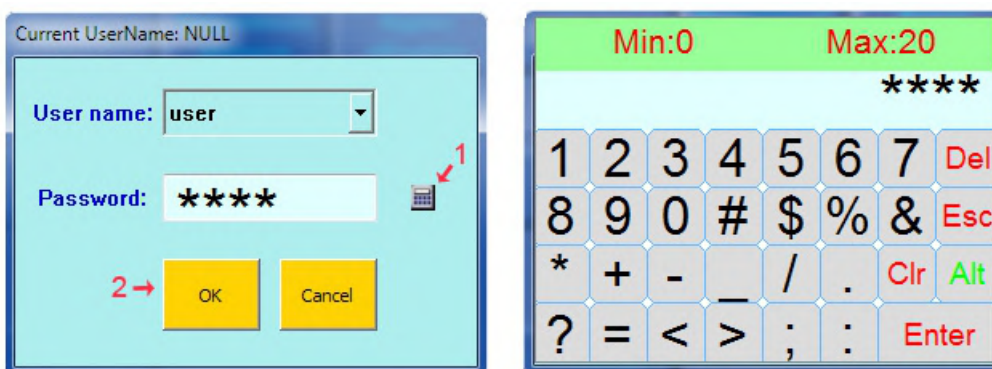 Current UserName: NULL
User name: user
Password: ****
1
2
OK Cancel
Min:0 Max:20
****
1 2 3 4 5 6 7 Del
8 9 0 # $ % & Esc
* + - _ / . Clr Alt
? = < > ; : Enter